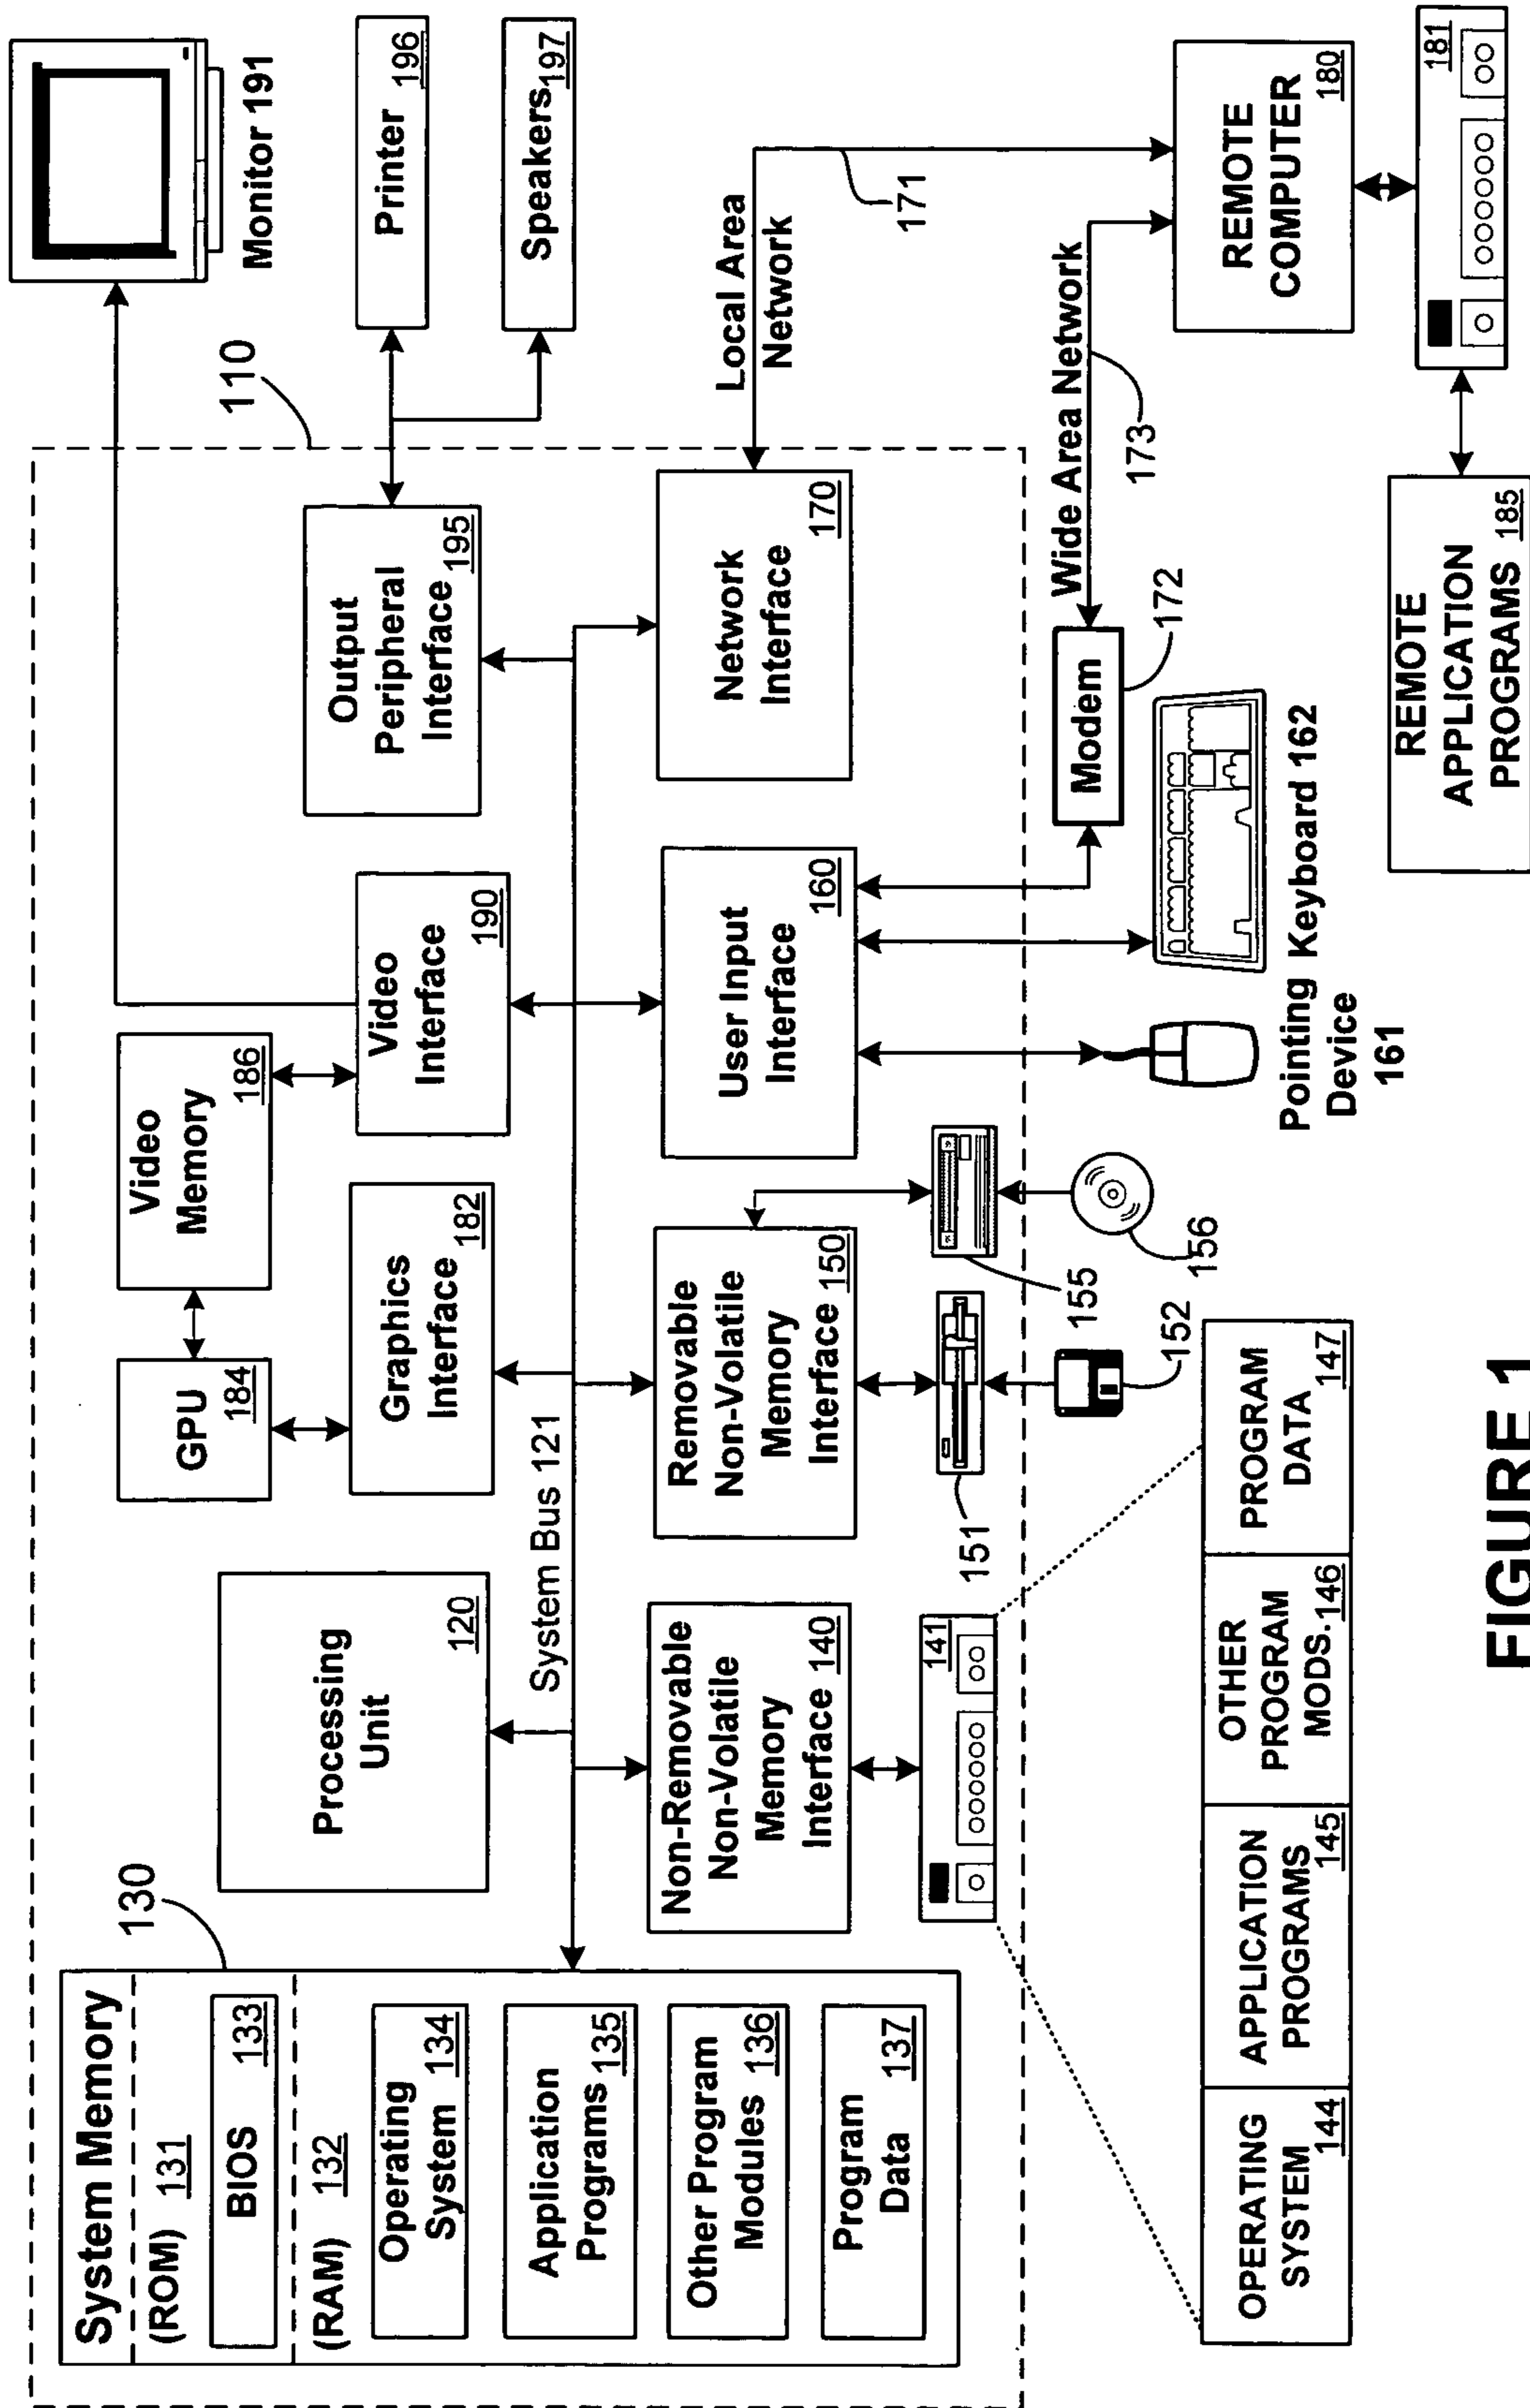 System Memory
(ROM) 131
BIOS 133
(RAM) 132
Operating
System 134
Application
Programs 135
Other Program
Modules 136
Program
Data 137
130
Processing
Unit
120
System Bus 121
GPU
184
Video
Memory
186
Graphics
Interface
182
Video
Interface
190
Output
Peripheral
Interface 195
110
Monitor 191
Printer
196
Speakers 197
Non-Removable
Non-Volatile
Memory
Interface 140
Removable
Non-Volatile
Memory
Interface 150
User Input
Interface
160
Network
Interface
170
Local Area
Network
171
141
151
152
155
156
Modem
172
Wide Area Network
173
Pointing
Device
161
Keyboard 162
REMOTE
COMPUTER
180
181
REMOTE
APPLICATION
PROGRAMS 185
OPERATING
SYSTEM
144
APPLICATION
PROGRAMS
145
OTHER
PROGRAM
MODS. 146
PROGRAM
DATA
147
FIGURE 1